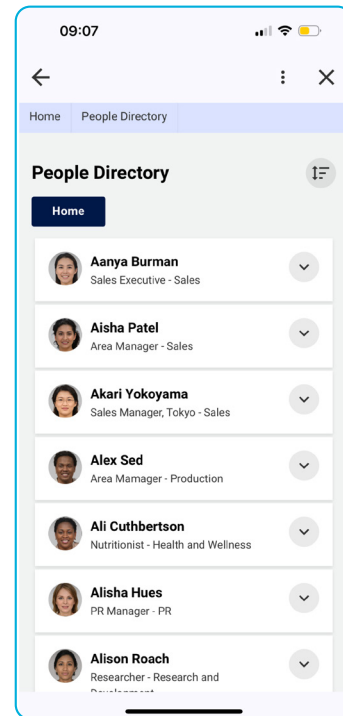 09:07
Home People Directory
People Directory
Home
Aanya Burman
Sales Executive - Sales
Aisha Patel
Area Manager - Sales
Akari Yokoyama
Sales Manager, Tokyo - Sales
Alex Sed
Area Mamager - Production
Ali Cuthbertson
Nutritionist - Health and Wellness
Alisha Hues
PR Manager - PR
Alison Roach
Researcher - Research and
Development